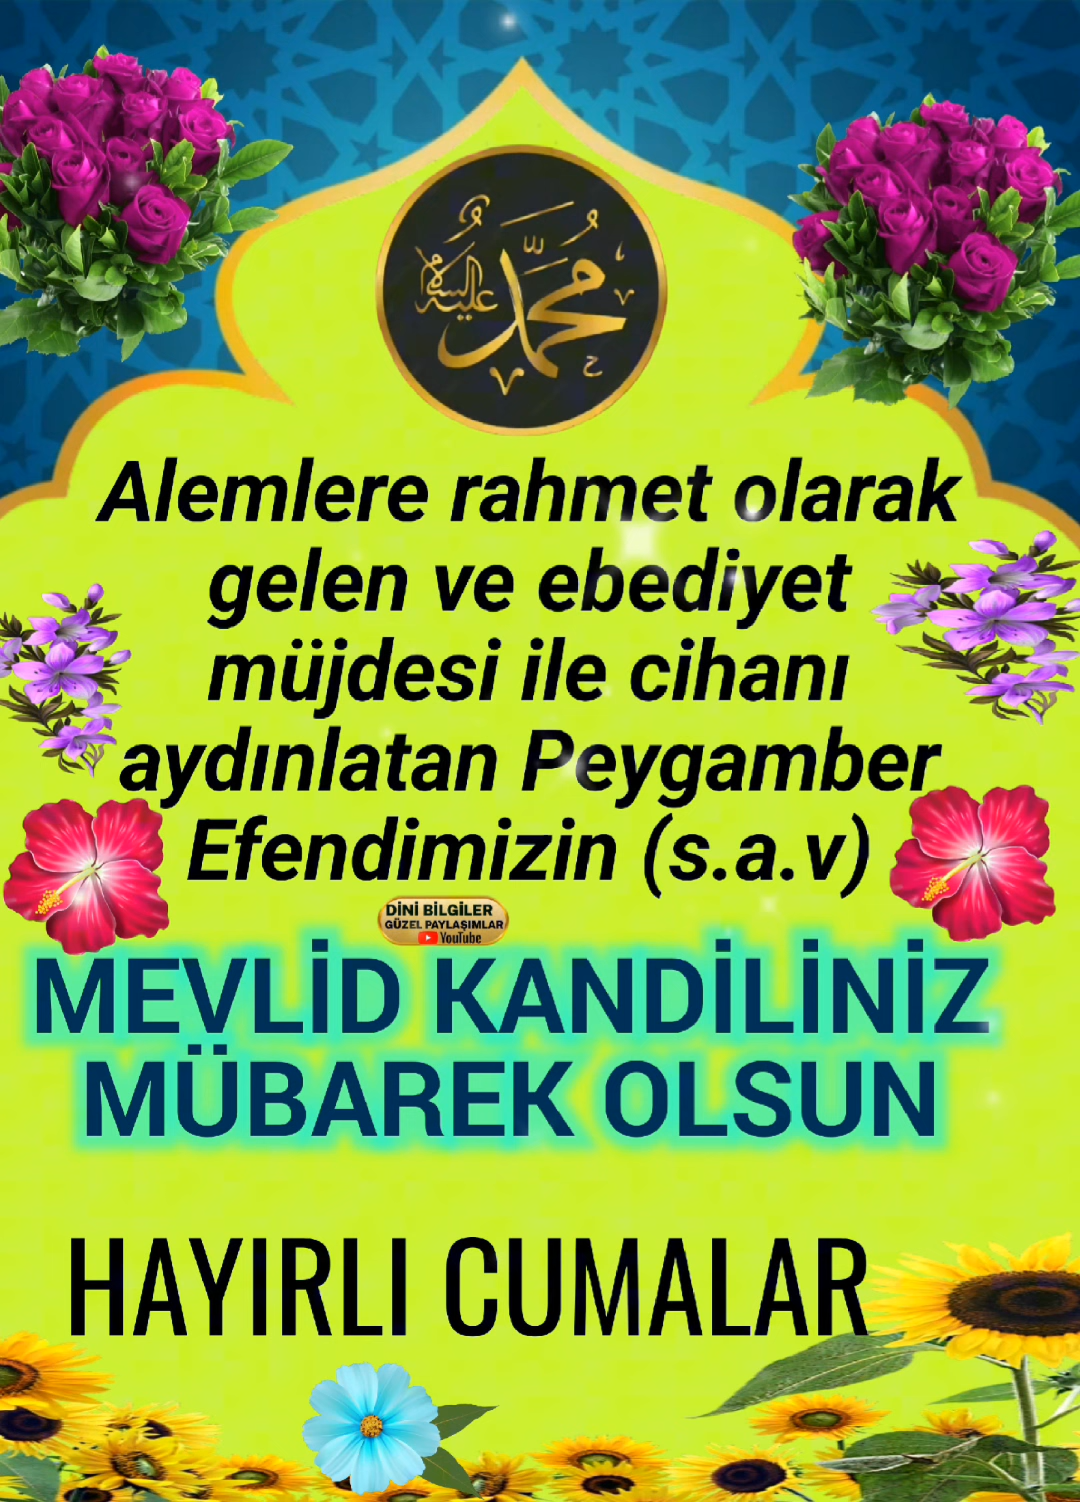 محمد
عليه السلام
Alemlere rahmet olarak
gelen ve ebediyet
müjdesi ile cihanı
aydınlatan Peygamber
Efendimizin (s.a.v)
DİNİ BİLGİLER
GÜZEL PAYLAŞIMLAR
YouTube
MEVLİD KANDİLİNİZ
MÜBAREK OLSUN
HAYIRLI CUMALAR